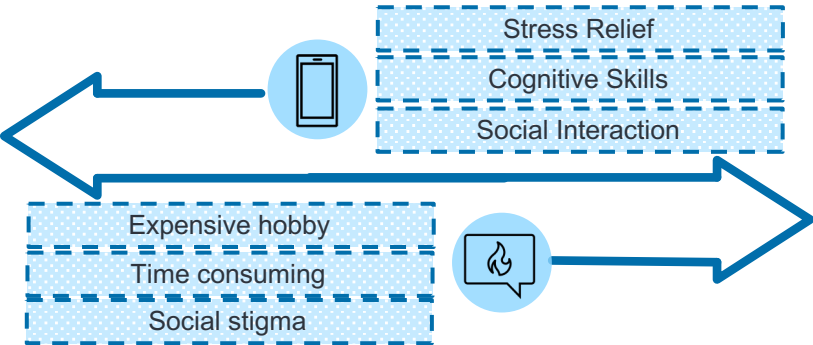 Stress Relief
Cognitive Skills
Social Interaction
Expensive hobby
Time consuming
Social stigma